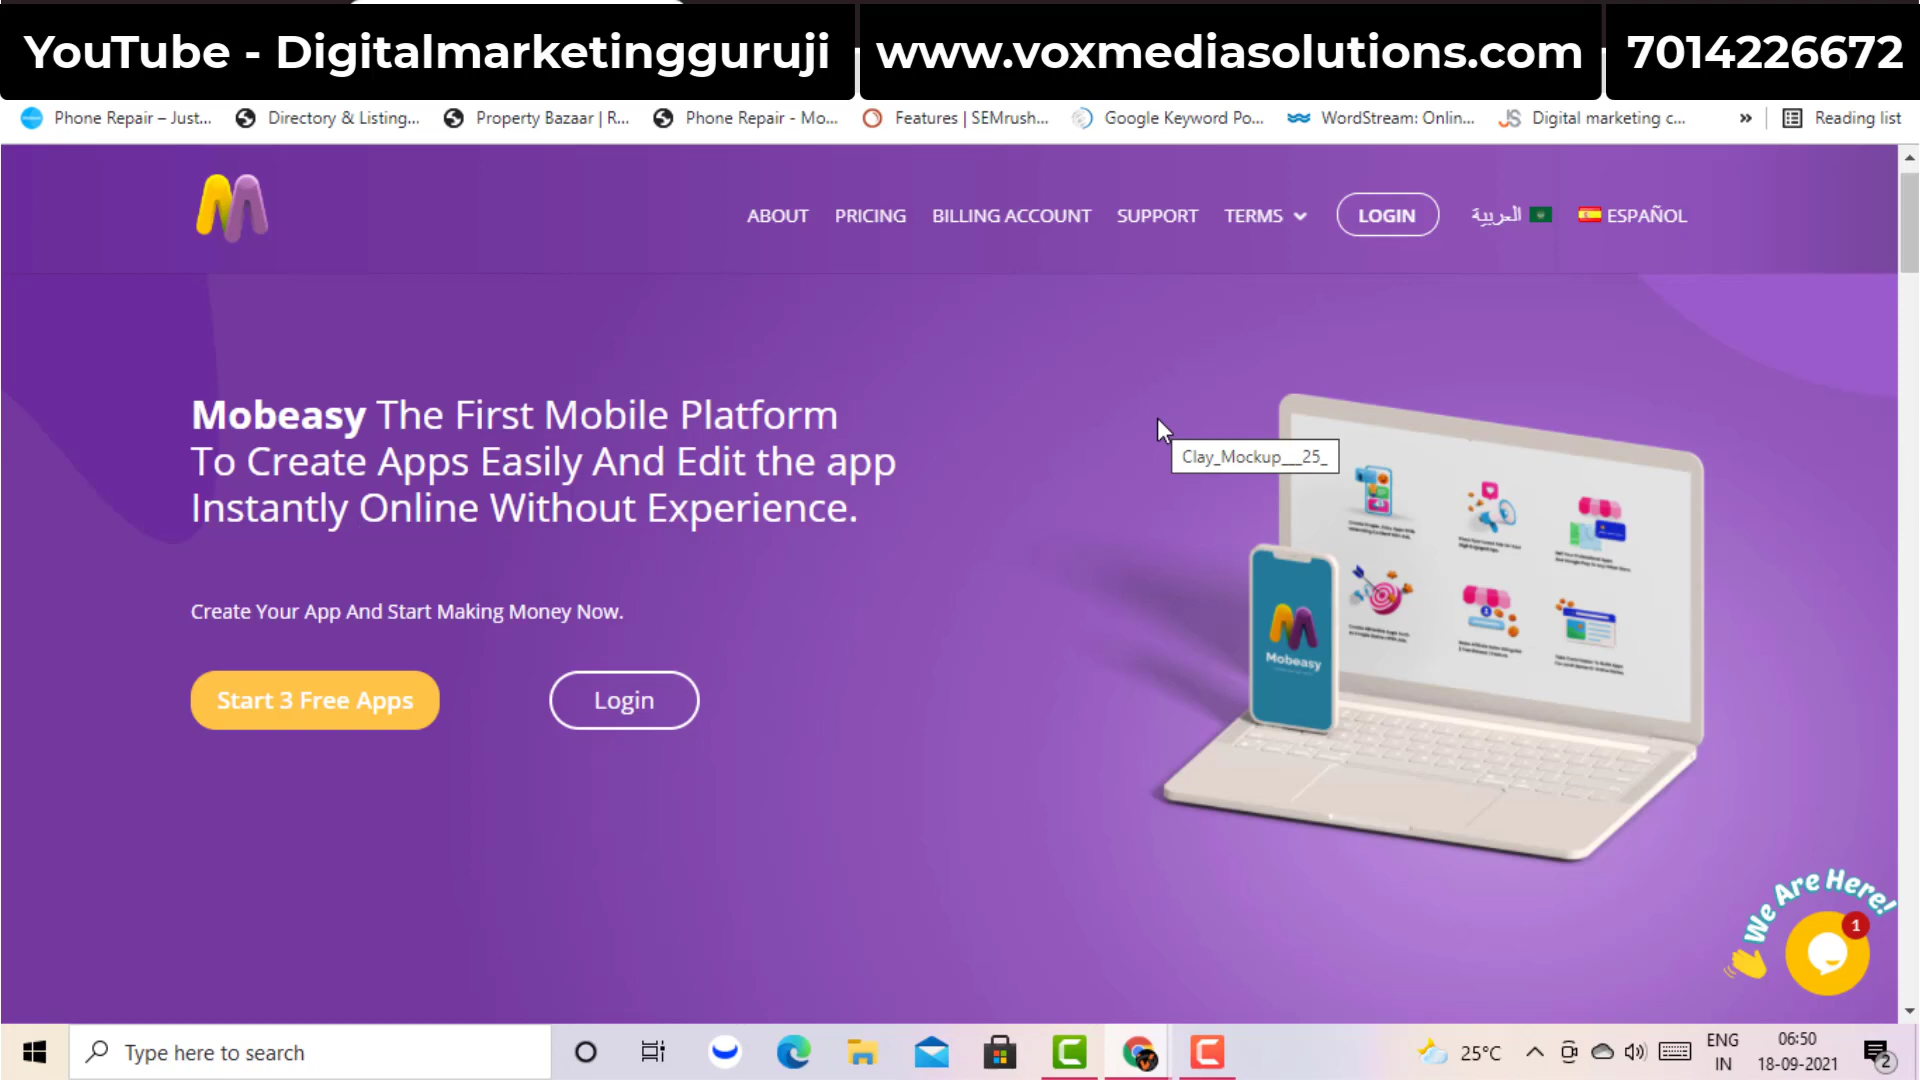 YouTube - Digitalmarketingguruji
www.voxmediasolutions.com
7014226672
Phone Repair – Just...
Directory & Listing...
Property Bazaar | R...
Phone Repair - Mo...
Features | SEMrush...
Google Keyword Po...
WordStream: Onlin...
Digital marketing c...
»
Reading list
ABOUT
PRICING
BILLING ACCOUNT
SUPPORT
TERMS
LOGIN
العربية
ESPAÑOL
Mobeasy The First Mobile Platform
To Create Apps Easily And Edit the app
Instantly Online Without Experience.
Clay_Mockup___25_
Mobeasy
Create Your App And Start Making Money Now.
Start 3 Free Apps
Login
We Are Here!
1
Type here to search
25°C
ENG
IN
06:50
18-09-2021
2